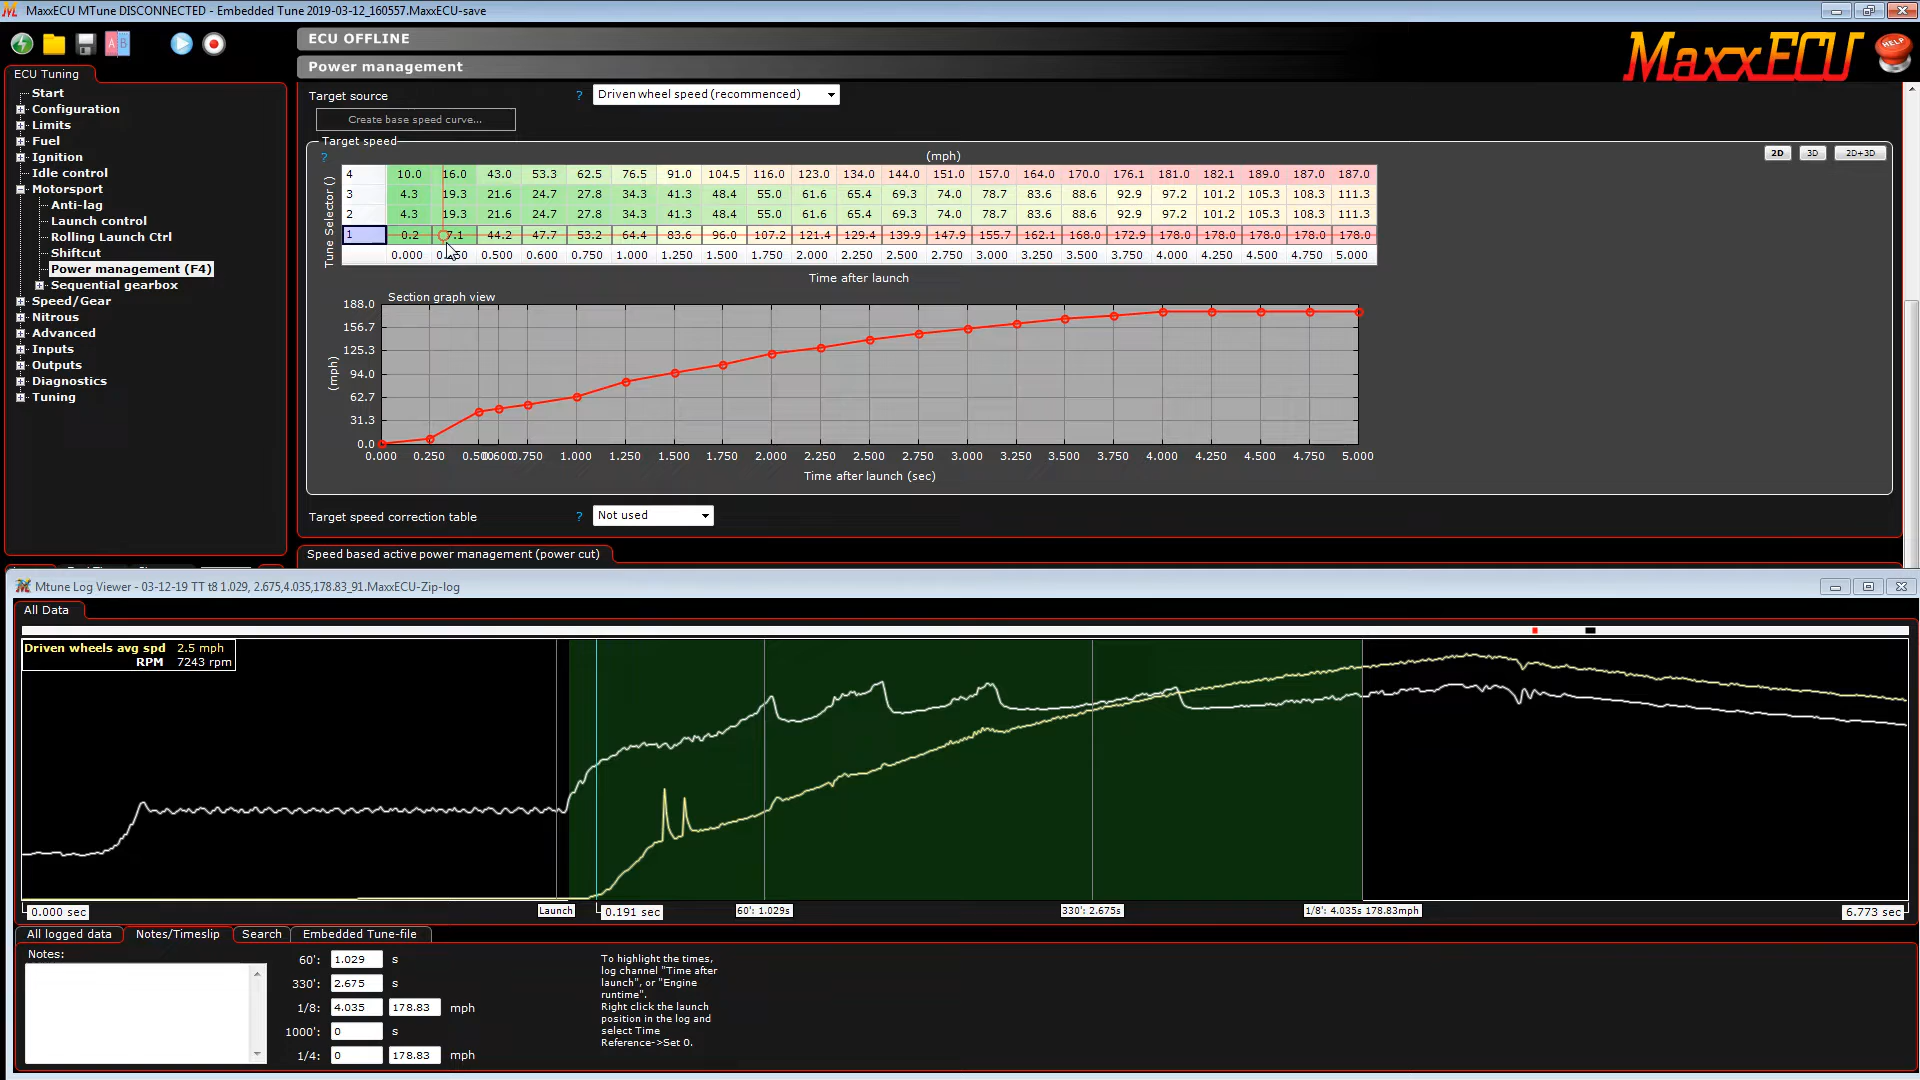 MaxxECU MTune DISCONNECTED - Embedded Tune 2019-03-12_160557.MaxxECU-save
ECU OFFLINE
Power management
MaxxECU
HELP
ECU Tuning
Start
Configuration
Limits
Fuel
Ignition
Idle control
Motorsport
Anti-lag
Launch control
Rolling Launch Ctrl
Shiftcut
Power management (F4)
Sequential gearbox
Speed/Gear
Nitrous
Advanced
Inputs
Outputs
Diagnostics
Tuning
Target source ? Driven wheel speed (recommenced)
Create base speed curve...
Target speed
?
(mph)
2D 3D 2D+3D
Tune Selector ()
4 10.0 16.0 43.0 53.3 62.5 76.5 91.0 104.5 116.0 123.0 134.0 144.0 151.0 157.0 164.0 170.0 176.1 181.0 182.1 189.0 187.0 187.0
3 4.3 19.3 21.6 24.7 27.8 34.3 41.3 48.4 55.0 61.6 65.4 69.3 74.0 78.7 83.6 88.6 92.9 97.2 101.2 105.3 108.3 111.3
2 4.3 19.3 21.6 24.7 27.8 34.3 41.3 48.4 55.0 61.6 65.4 69.3 74.0 78.7 83.6 88.6 92.9 97.2 101.2 105.3 108.3 111.3
1 0.2 7.1 44.2 47.7 53.2 64.4 83.6 96.0 107.2 121.4 129.4 139.9 147.9 155.7 162.1 168.0 172.9 178.0 178.0 178.0 178.0 178.0
0.000 0.250 0.500 0.600 0.750 1.000 1.250 1.500 1.750 2.000 2.250 2.500 2.750 3.000 3.250 3.500 3.750 4.000 4.250 4.500 4.750 5.000
Time after launch
Section graph view
188.0
156.7
125.3
94.0
62.7
31.3
0.0
(mph)
0.000 0.250 0.500 0.600 0.750 1.000 1.250 1.500 1.750 2.000 2.250 2.500 2.750 3.000 3.250 3.500 3.750 4.000 4.250 4.500 4.750 5.000
Time after launch (sec)
Target speed correction table ? Not used
Speed based active power management (power cut)
Mtune Log Viewer - 03-12-19 TT t8 1.029, 2.675,4.035,178.83_91.MaxxECU-Zip-log
All Data
Driven wheels avg spd 2.5 mph
RPM 7243 rpm
0.000 sec
Launch
0.191 sec
60': 1.029s
330': 2.675s
1/8': 4.035s 178.83mph
6.773 sec
All logged data Notes/Timeslip Search Embedded Tune-file
Notes:
60': 1.029 s
330': 2.675 s
1/8: 4.035 178.83 mph
1000': 0 s
1/4: 0 178.83 mph
To highlight the times,
log channel "Time after
launch", or "Engine
runtime".
Right click the launch
position in the log and
select Time
Reference->Set 0.